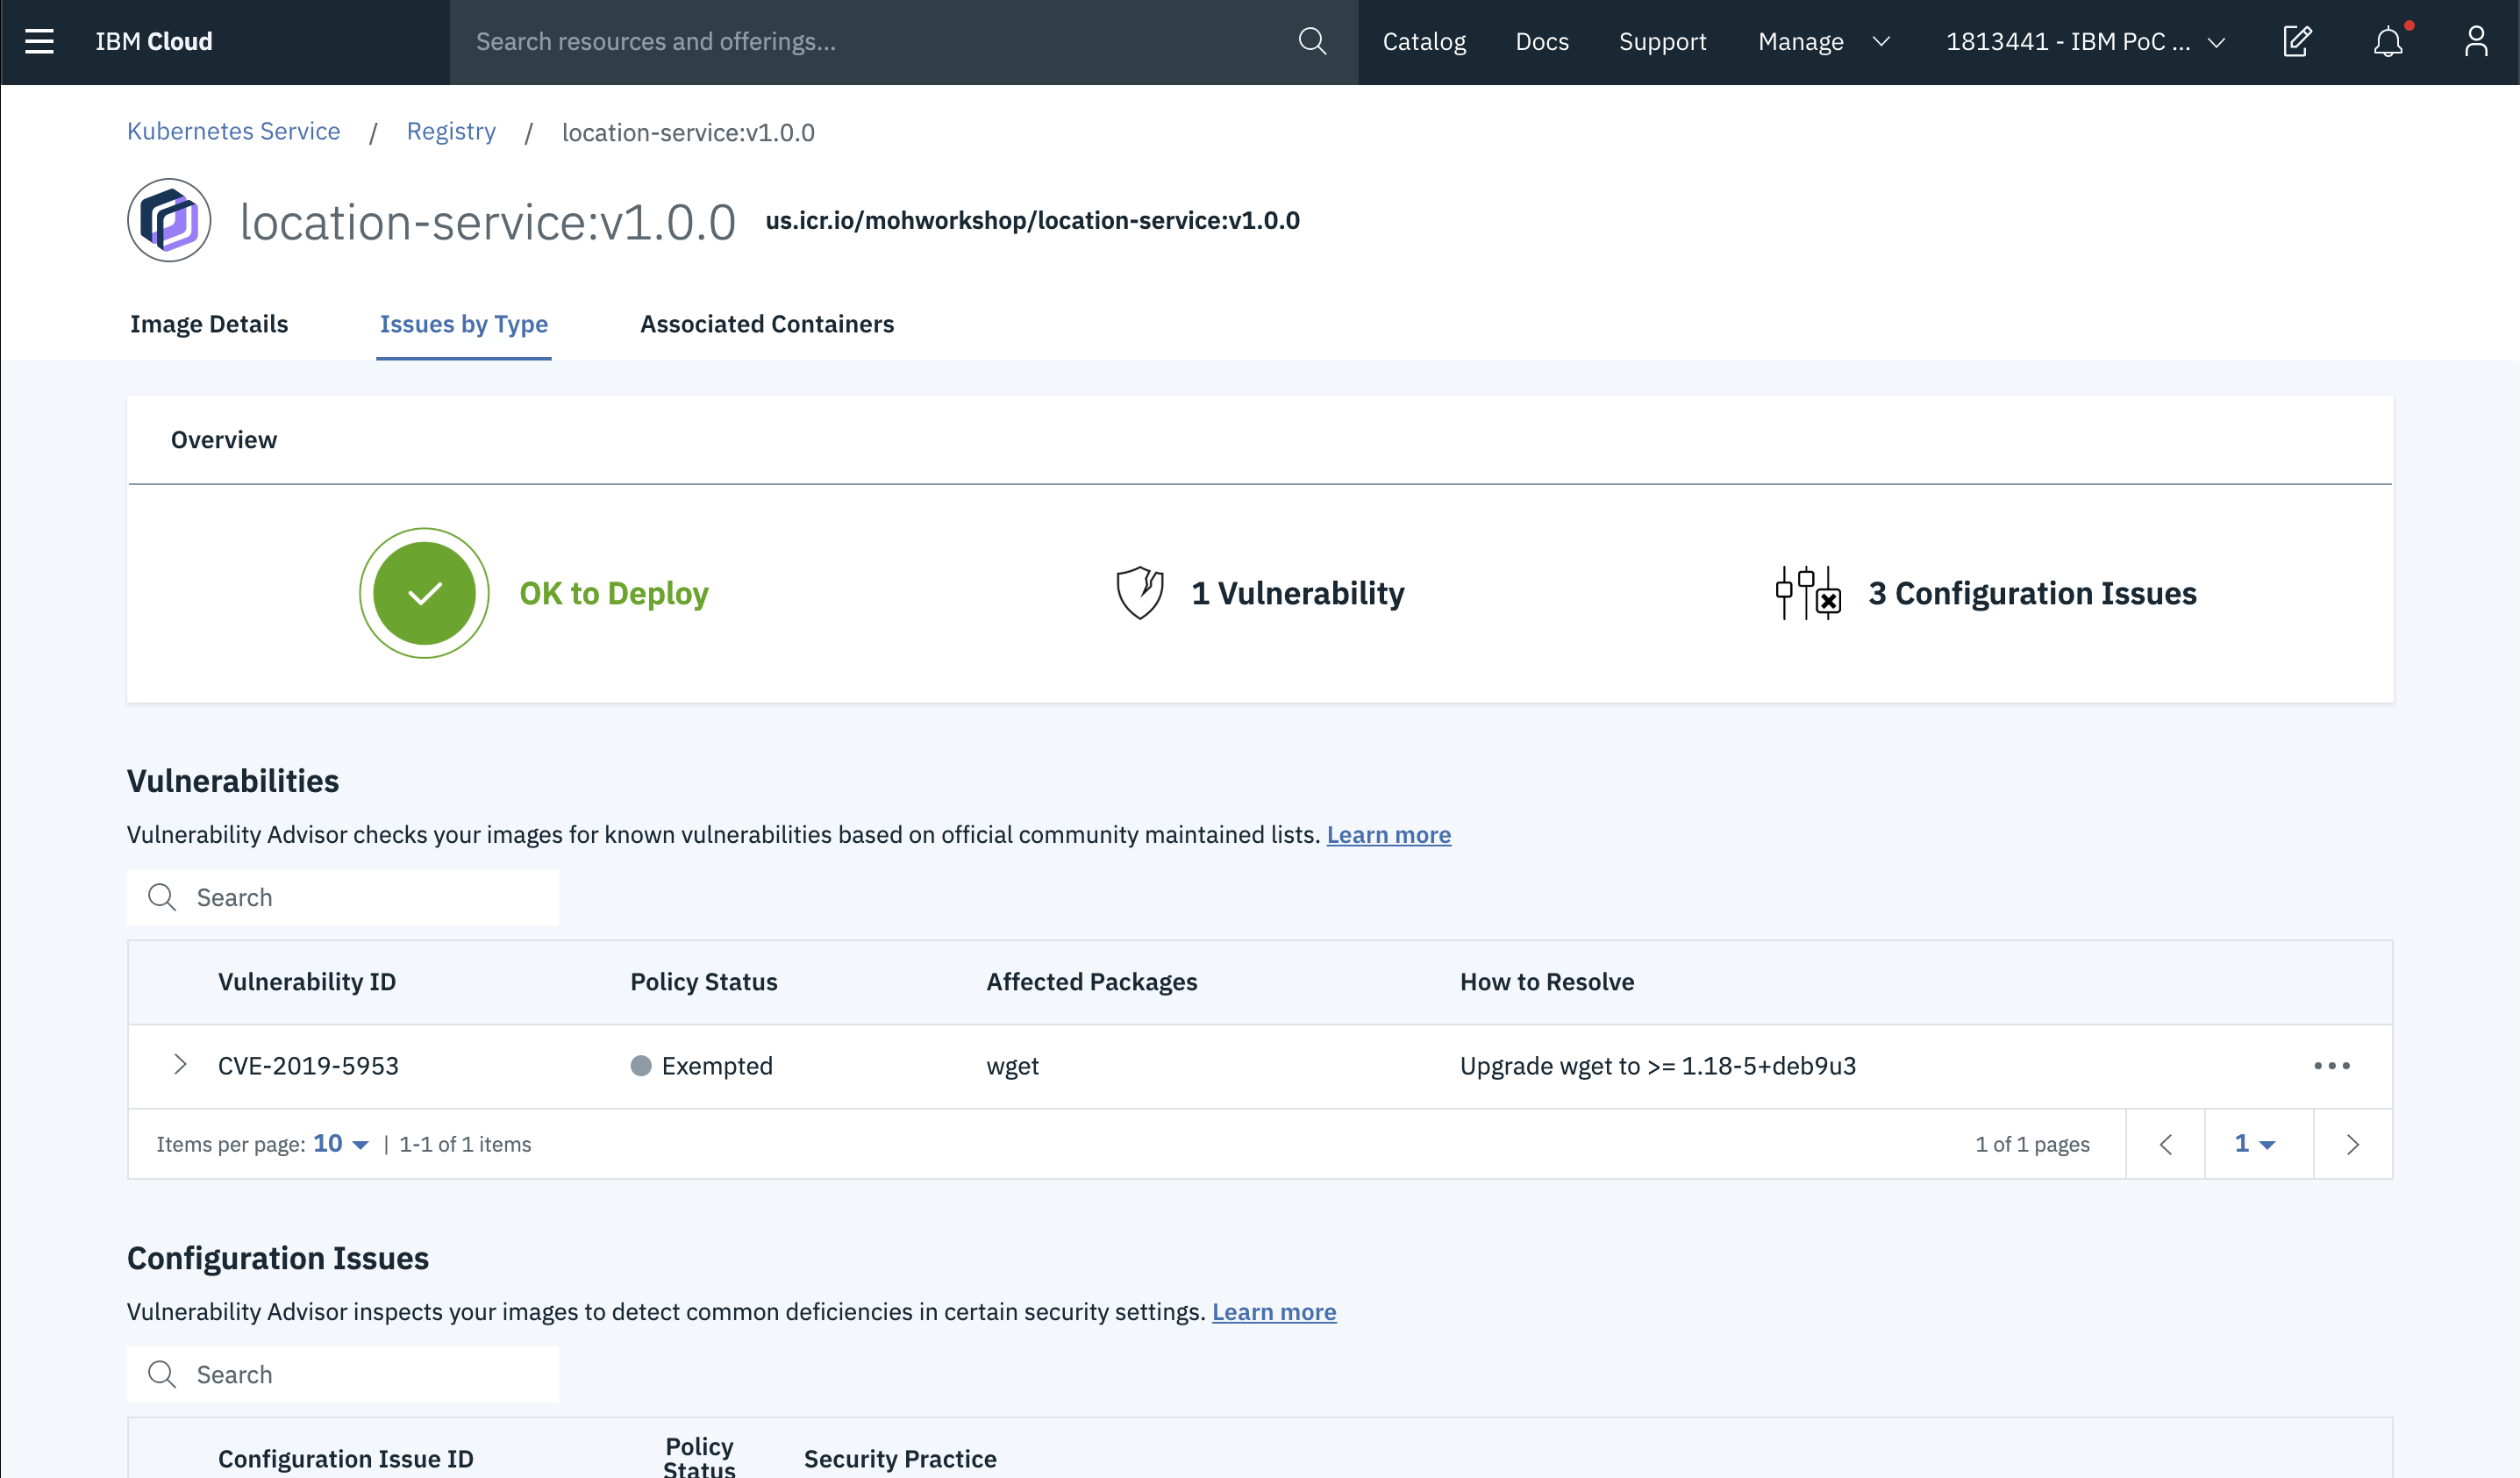 IBM Cloud
Search resources and offerings...
Catalog
Docs
Support
Manage
1813441 - IBM PoC ...
Kubernetes Service / Registry / location-service:v1.0.0
location-service:v1.0.0
us.icr.io/mohworkshop/location-service:v1.0.0
Image Details
Issues by Type
Associated Containers
Overview
OK to Deploy
1 Vulnerability
3 Configuration Issues
Vulnerabilities
Vulnerability Advisor checks your images for known vulnerabilities based on official community maintained lists. Learn more
Search
Vulnerability ID
Policy Status
Affected Packages
How to Resolve
CVE-2019-5953
Exempted
wget
Upgrade wget to >= 1.18-5+deb9u3
Items per page: 10 | 1-1 of 1 items
1 of 1 pages
1
Configuration Issues
Vulnerability Advisor inspects your images to detect common deficiencies in certain security settings. Learn more
Search
Configuration Issue ID
Policy
Status
Security Practice